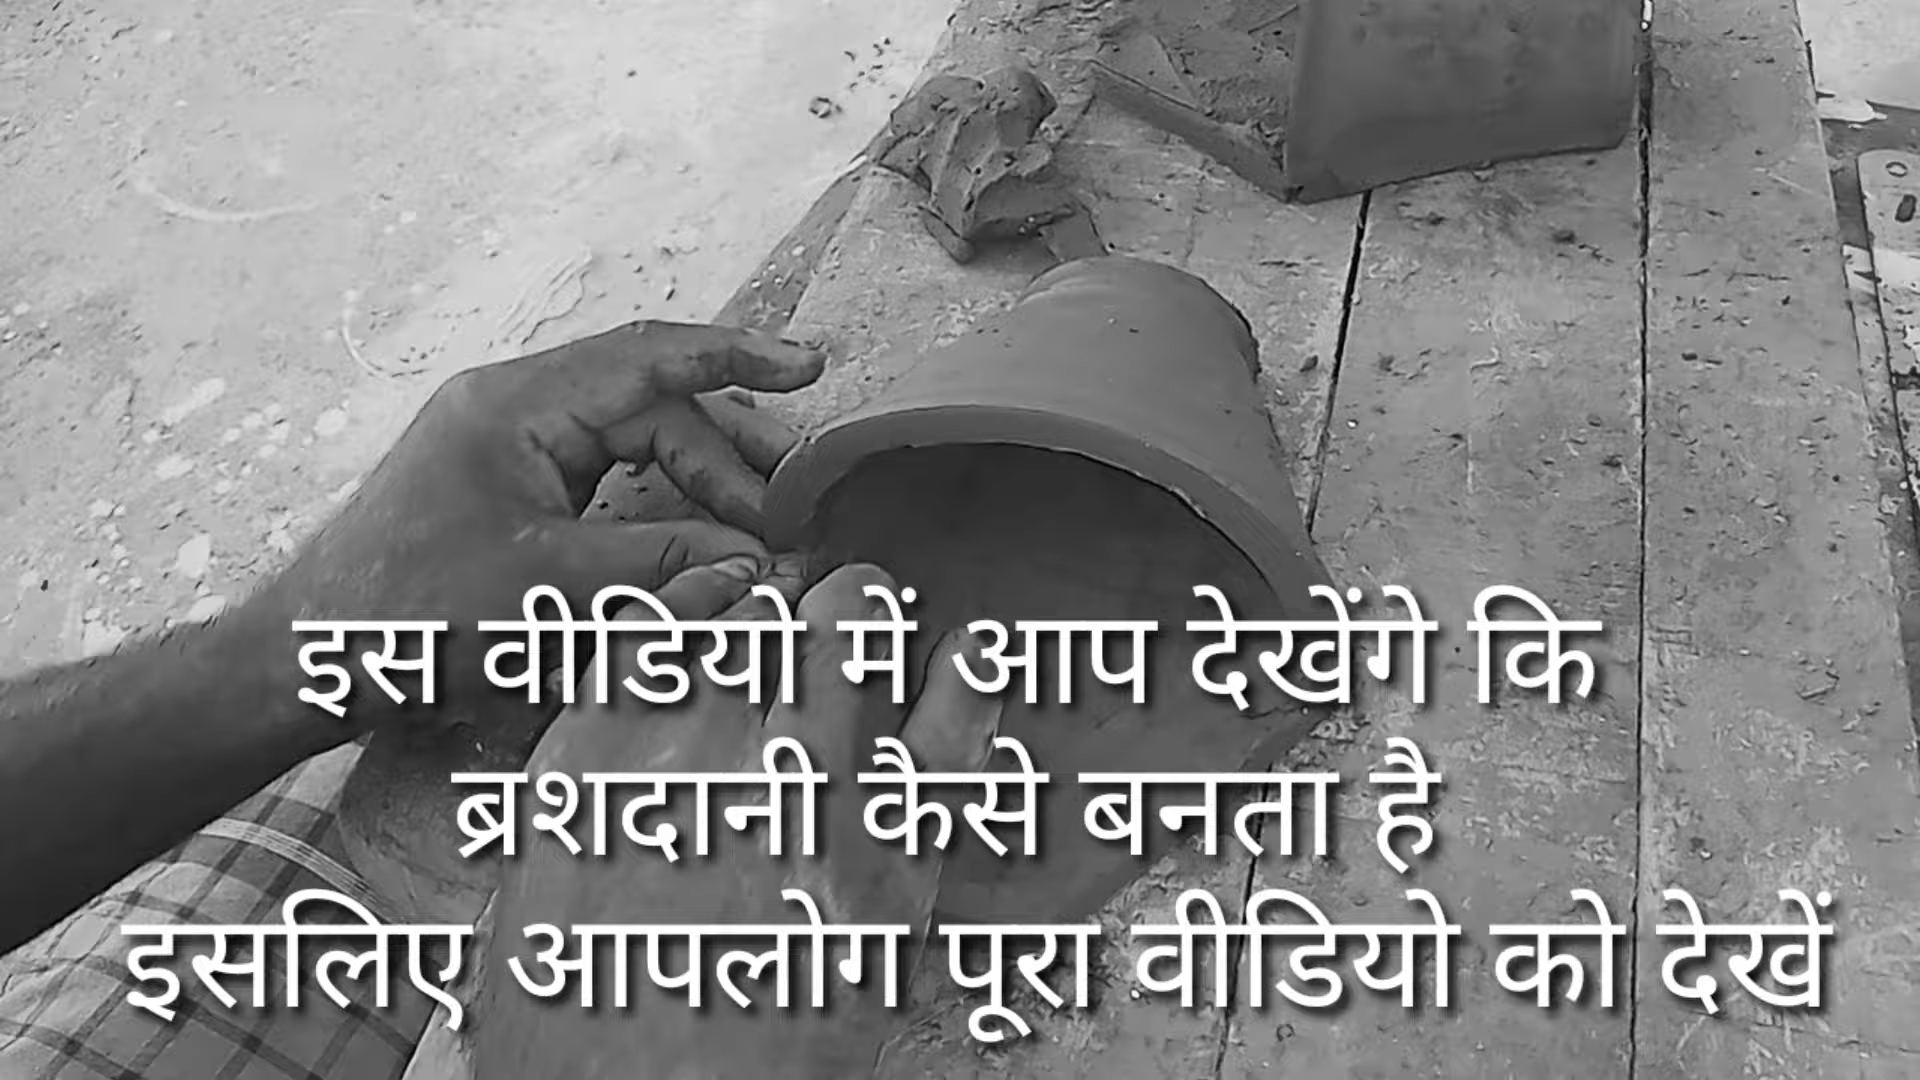 इस वीडियो में आप देखेंगे कि
ब्रशदानी कैसे बनता है
इसलिए आपलोग पूरा वीडियो को देखें